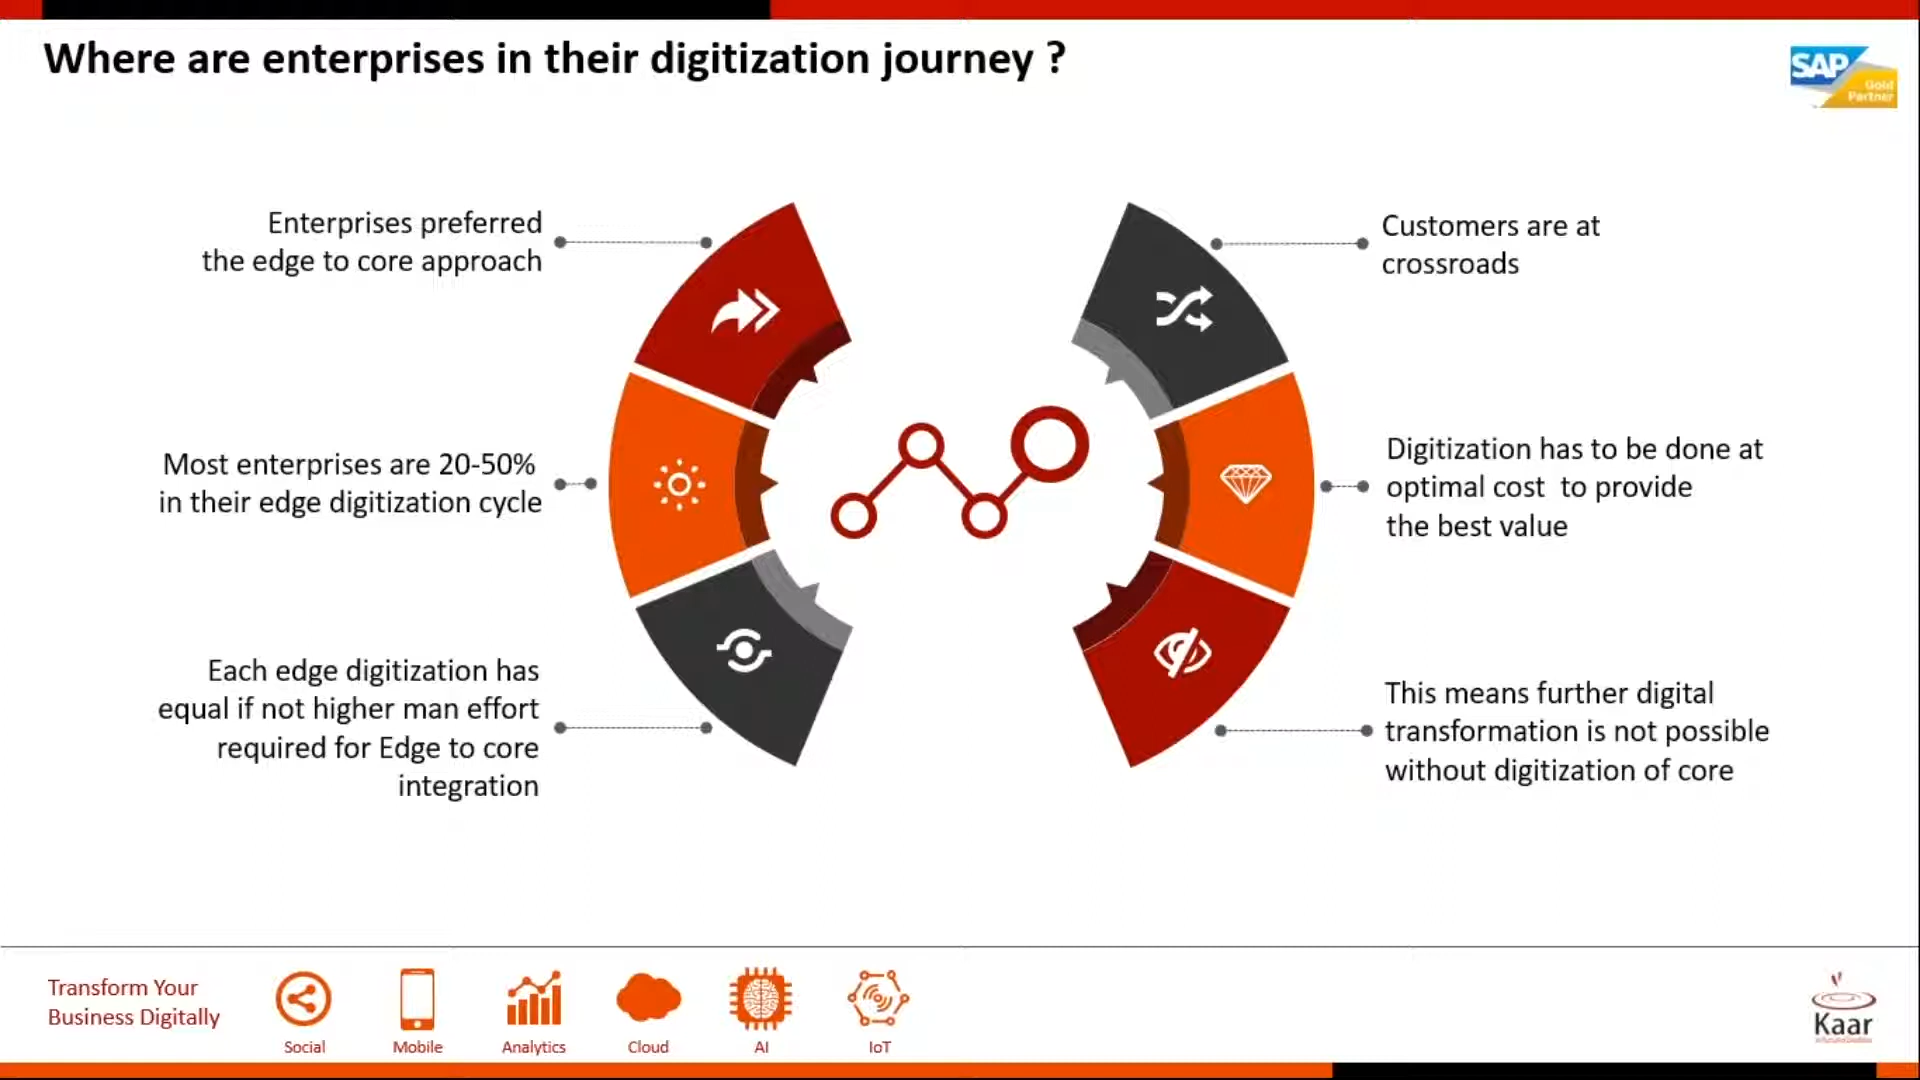 Where are enterprises in their digitization journey ?
SAP
Gold
Partner
Enterprises preferred
the edge to core approach
Most enterprises are 20-50%
in their edge digitization cycle
Each edge digitization has
equal if not higher man effort
required for Edge to core
integration
Customers are at
crossroads
Digitization has to be done at
optimal cost  to provide
the best value
This means further digital
transformation is not possible
without digitization of core
Transform Your
Business Digitally
Social
Mobile
Analytics
Cloud
AI
IoT
Kaar